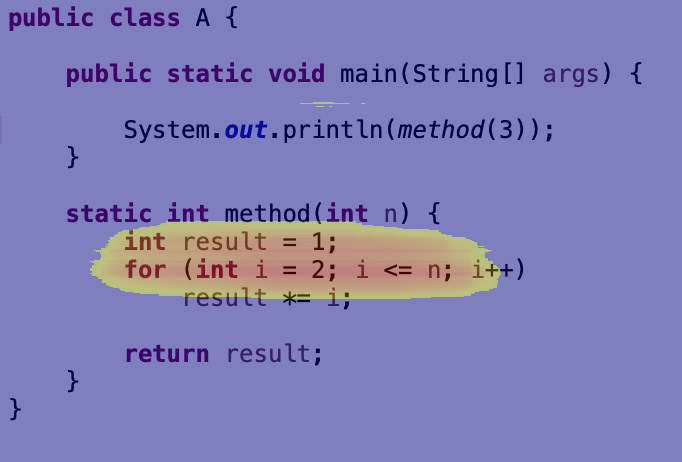 public class A {
public static void main(String[] args) {
System.out.println(method(3));
}
static int method(int n) {
int result = 1;
for (int i = 2; i <= n; i++)
result *= i;
return result;
}
}